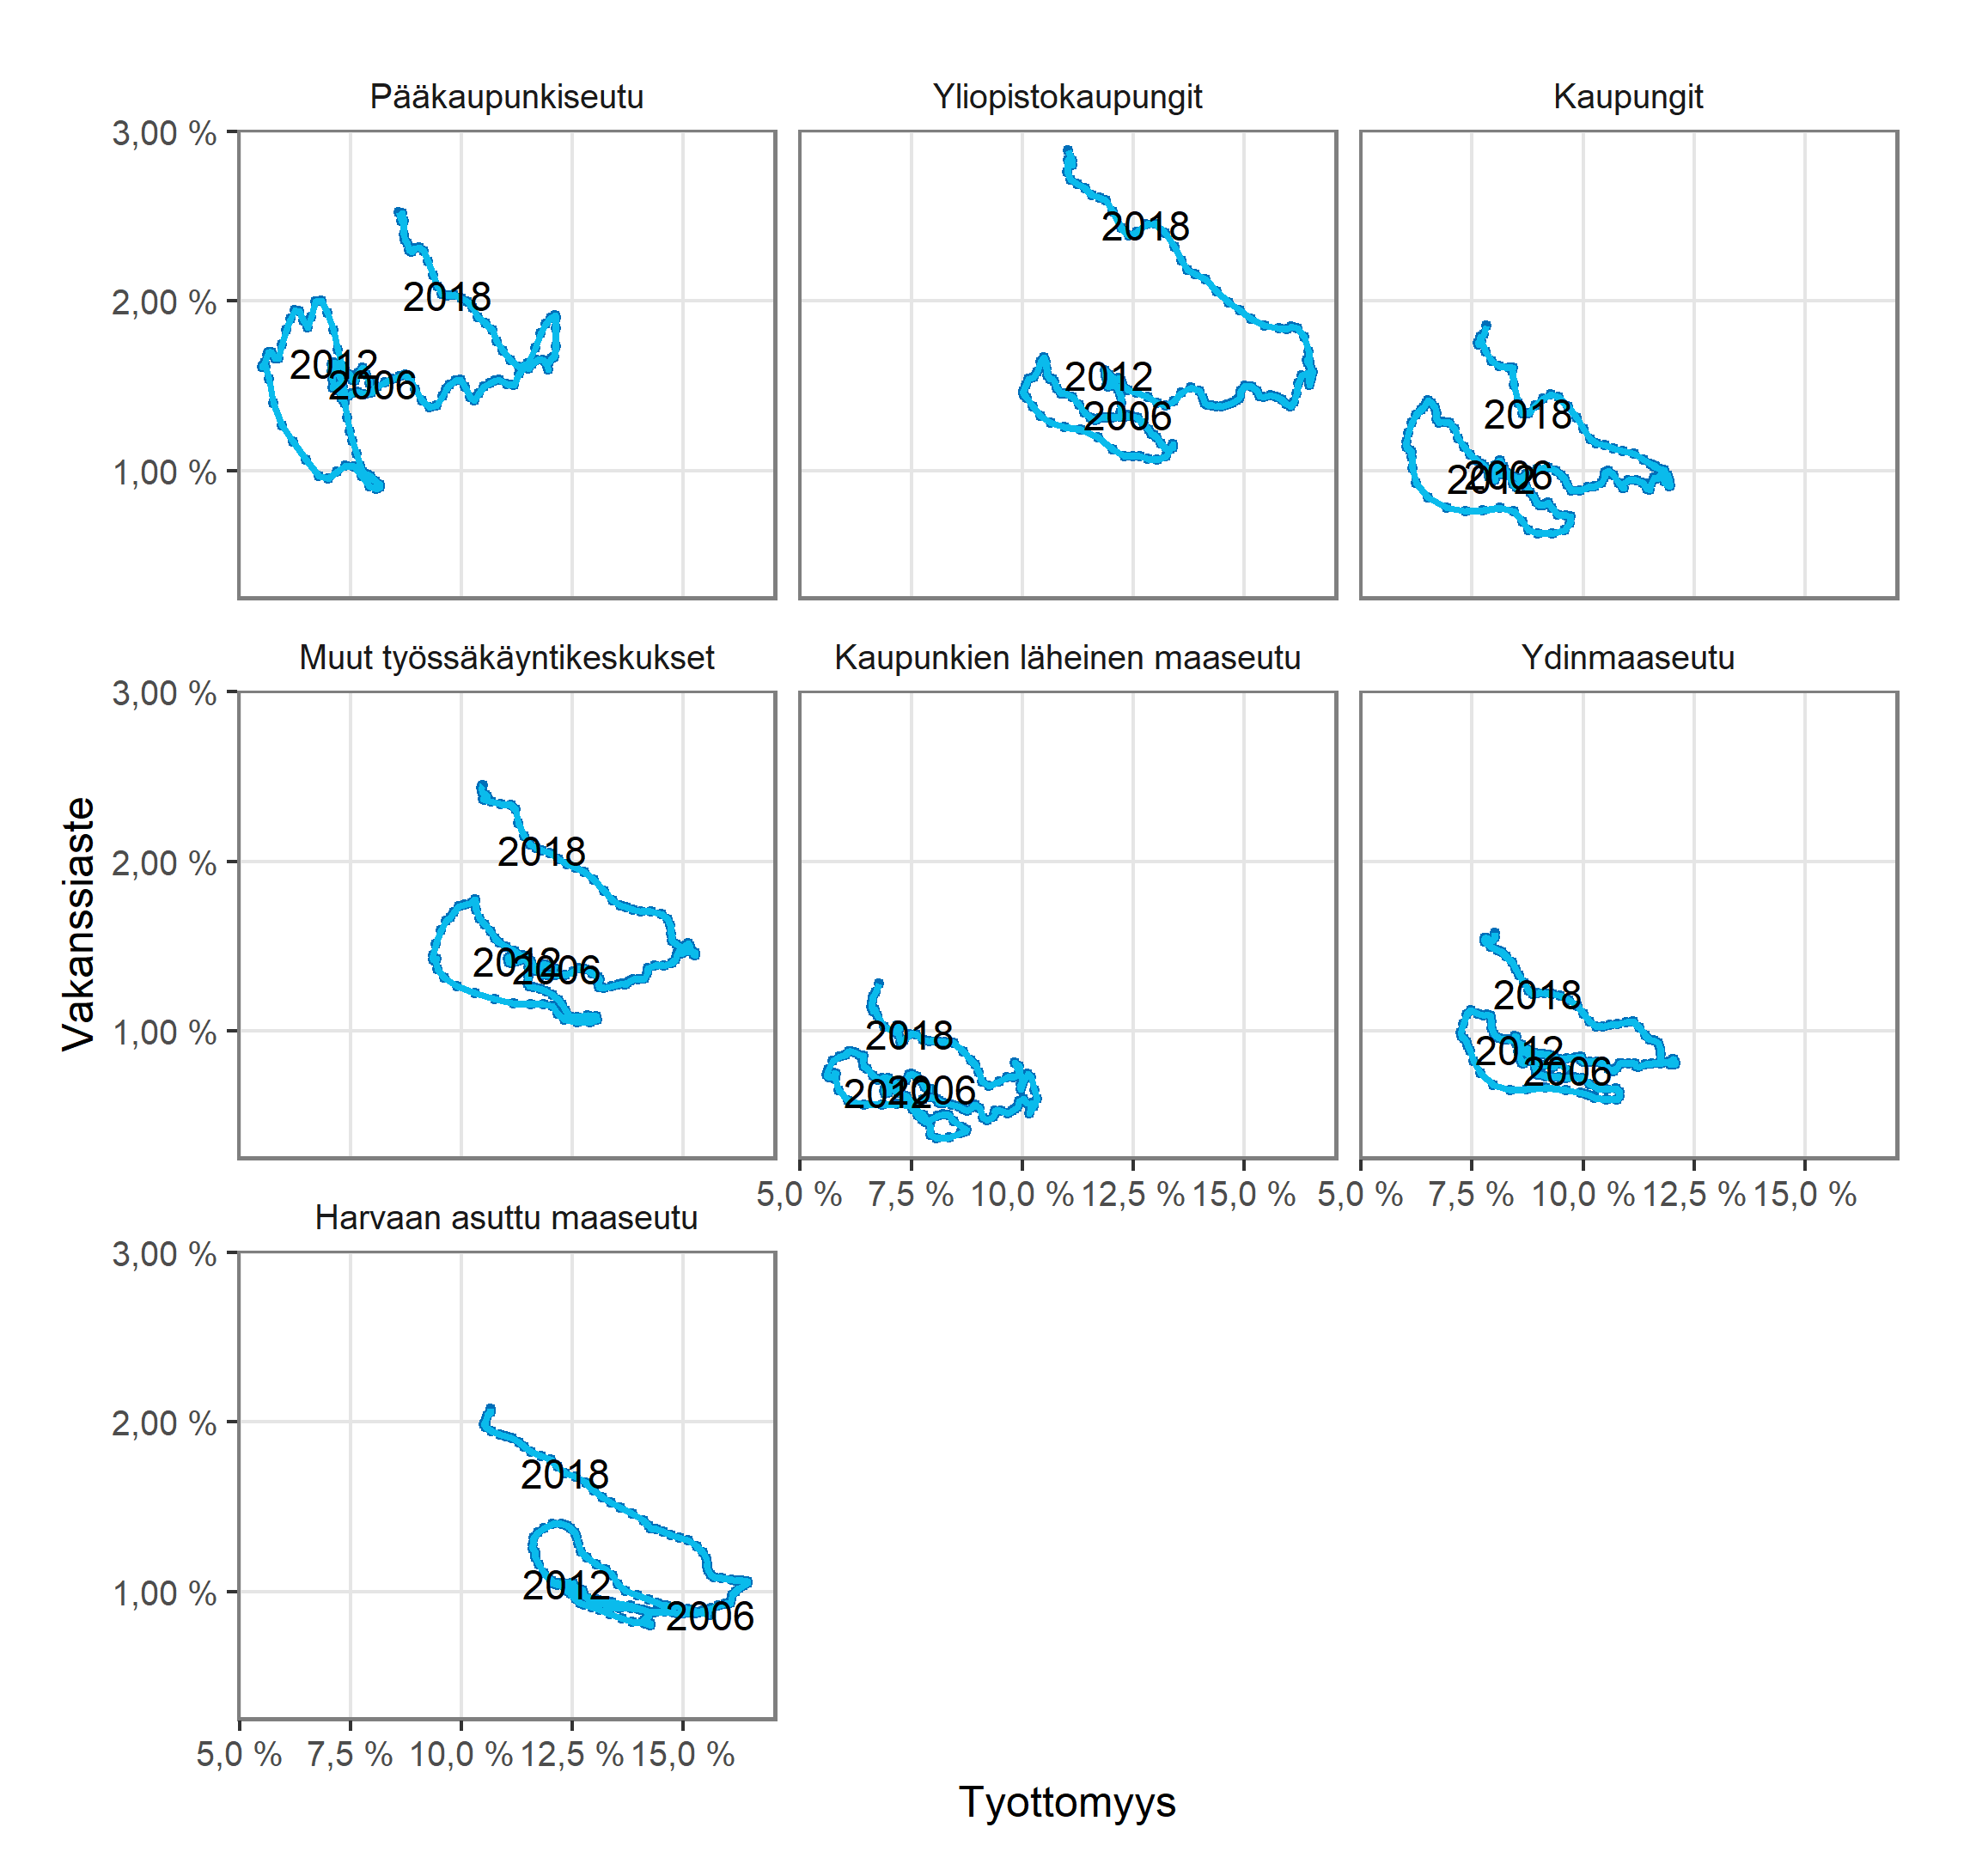 Pääkaupunkiseutu
Yliopistokaupungit
Kaupungit
3,00 %
2,00 %
1,00 %
2018
2012
2006
2018
2012
2006
2018
2006
2012
Muut työssäkäyntikeskukset
Kaupunkien läheinen maaseutu
Ydinmaaseutu
3,00 %
2,00 %
1,00 %
2018
2012
2006
2018
2012
2006
2018
2012
2006
5,0 % 7,5 % 10,0 % 12,5 % 15,0 %
5,0 % 7,5 % 10,0 % 12,5 % 15,0 %
Vakanssiaste
Harvaan asuttu maaseutu
3,00 %
2,00 %
1,00 %
2018
2012
2006
5,0 % 7,5 % 10,0 % 12,5 % 15,0 %
Tyottomyys